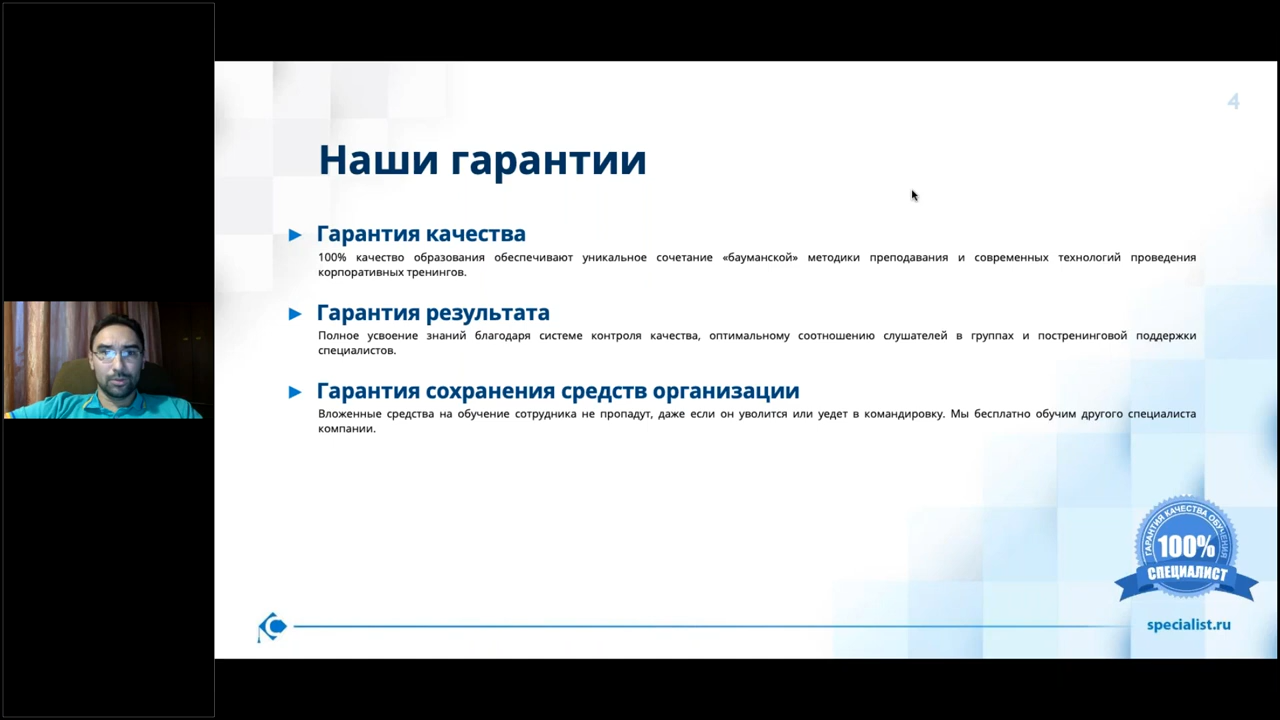 4
Наши гарантии
Гарантия качества
100% качество образования обеспечивают уникальное сочетание «бауманской» методики преподавания и современных технологий проведения
корпоративных тренингов.
Гарантия результата
Полное усвоение знаний благодаря системе контроля качества, оптимальному соотношению слушателей в группах и постренинговой поддержки
специалистов.
Гарантия сохранения средств организации
Вложенные средства на обучение сотрудника не пропадут, даже если он уволится или уедет в командировку. Мы бесплатно обучим другого специалиста
компании.
ГАРАНТИЯ КАЧЕСТВА ОБУЧЕНИЯ
100%
СПЕЦИАЛИСТ
specialist.ru